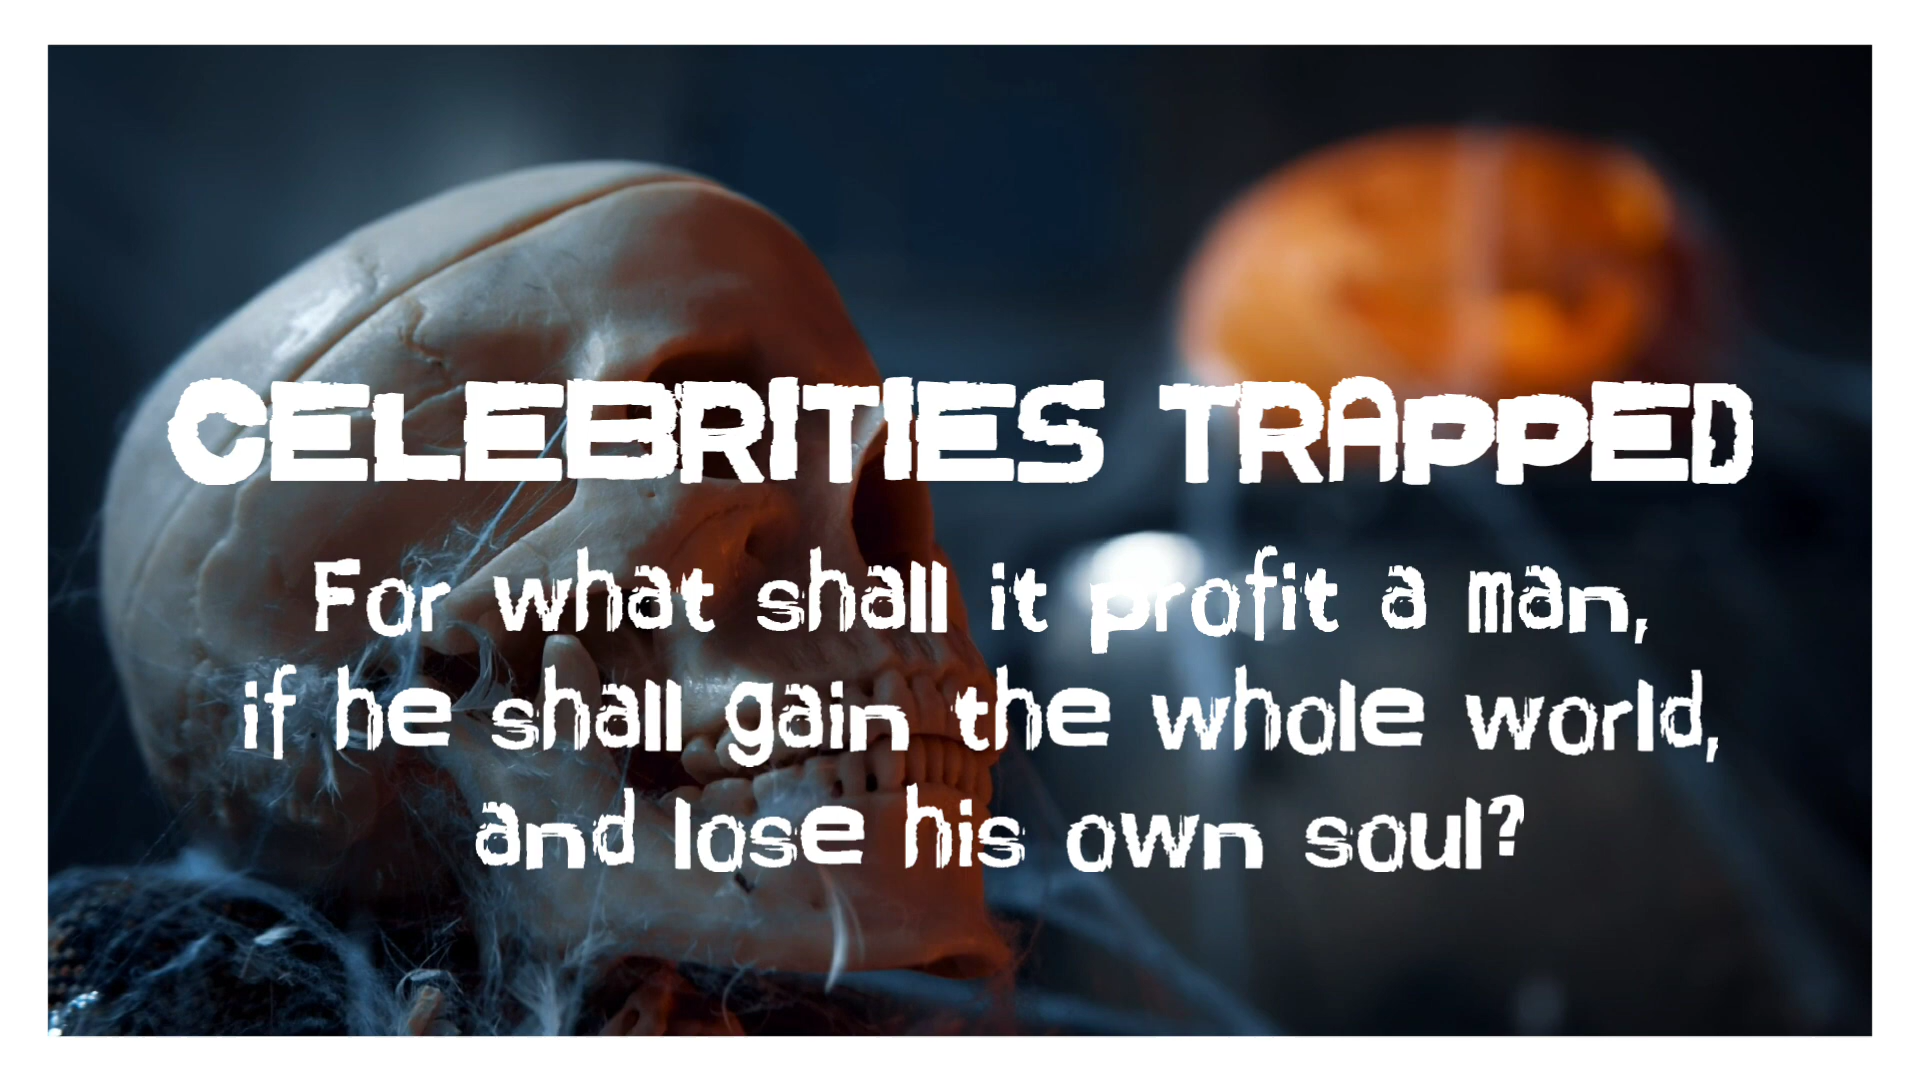 CELEBRITIES TRAPPED
For what shall it profit a man,
if he shall gain the whole world,
and lose his own soul?